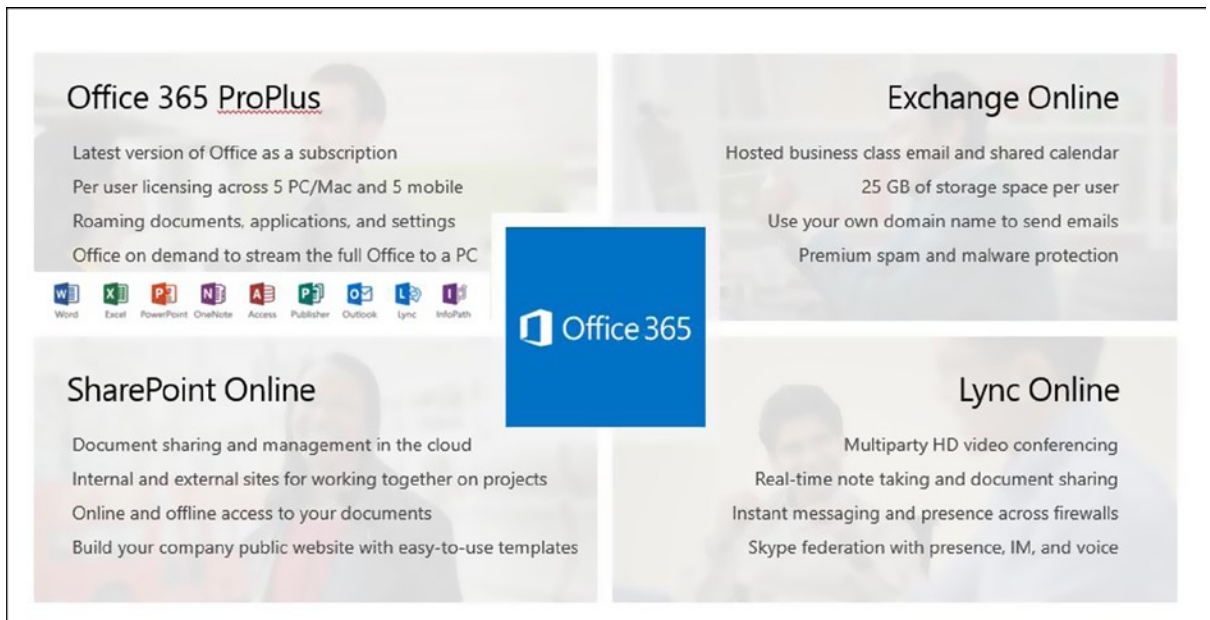 Office 365 ProPlus
Latest version of Office as a subscription
Per user licensing across 5 PC/Mac and 5 mobile
Roaming documents, applications, and settings
Office on demand to stream the full Office to a PC
Word Excel PowerPoint OneNote Access Publisher Outlook Lync InfoPath
Exchange Online
Hosted business class email and shared calendar
25 GB of storage space per user
Use your own domain name to send emails
Premium spam and malware protection
Office 365
SharePoint Online
Document sharing and management in the cloud
Internal and external sites for working together on projects
Online and offline access to your documents
Build your company public website with easy-to-use templates
Lync Online
Multiparty HD video conferencing
Real-time note taking and document sharing
Instant messaging and presence across firewalls
Skype federation with presence, IM, and voice